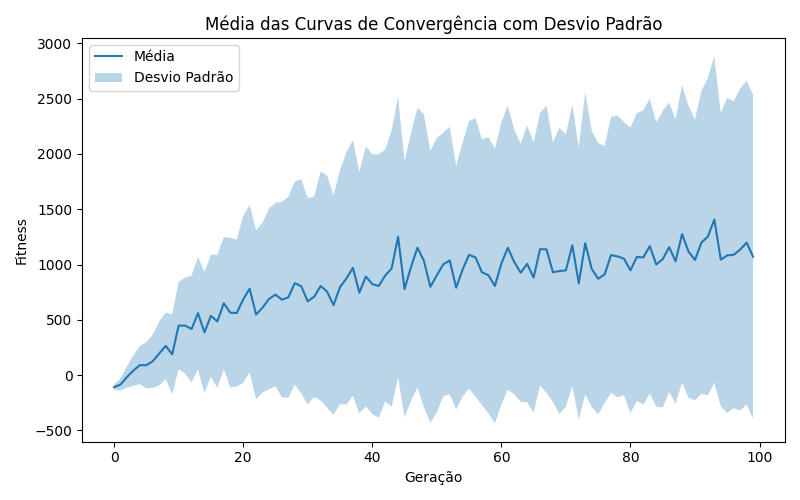 Média das Curvas de Convergência com Desvio Padrão
Média
Desvio Padrão
Fitness
3000
2500
2000
1500
1000
500
0
−500
0 20 40 60 80 100
Geração